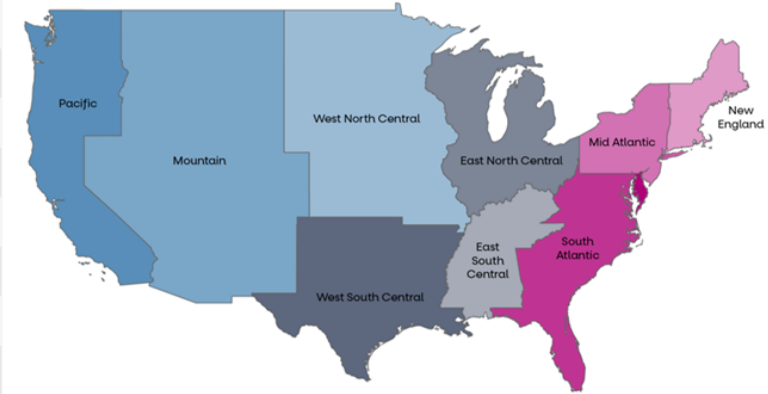 Pacific
Mountain
West North Central
East North Central
Mid Atlantic
New
England
East
South
Central
South
Atlantic
West South Central